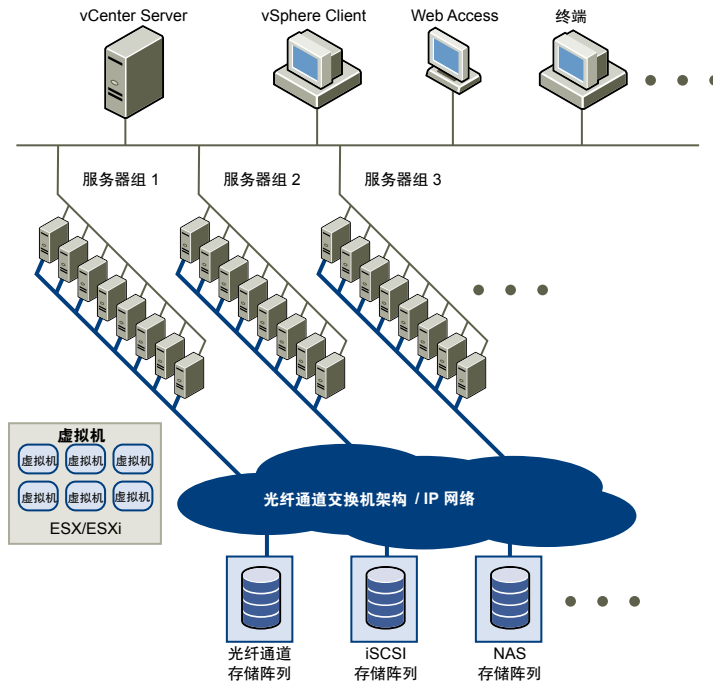 vCenter Server
vSphere Client
Web Access
终端
服务器组 1
服务器组 2
服务器组 3
虚拟机
虚拟机
虚拟机
虚拟机
虚拟机
虚拟机
虚拟机
ESX/ESXi
光纤通道交换机架构 / IP 网络
光纤通道
存储阵列
iSCSI
存储阵列
NAS
存储阵列